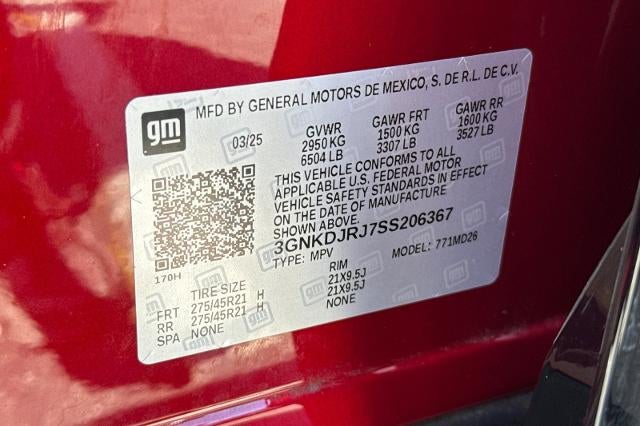 MFD BY GENERAL MOTORS DE MEXICO, S. DE R.L. DE C.V.
gm
03/25 GVWR GAWR FRT GAWR RR
2950 KG 1500 KG 1600 KG
6504 LB 3307 LB 3527 LB
THIS VEHICLE CONFORMS TO ALL
APPLICABLE U.S. FEDERAL MOTOR
VEHICLE SAFETY STANDARDS IN EFFECT
ON THE DATE OF MANUFACTURE
SHOWN ABOVE.
3GNKDJRJ7SS206367
TYPE: MPV MODEL: 771MD26
170H
TIRE SIZE RIM
FRT 275/45R21 H 21X9.5J
RR 275/45R21 H 21X9.5J
SPA NONE NONE